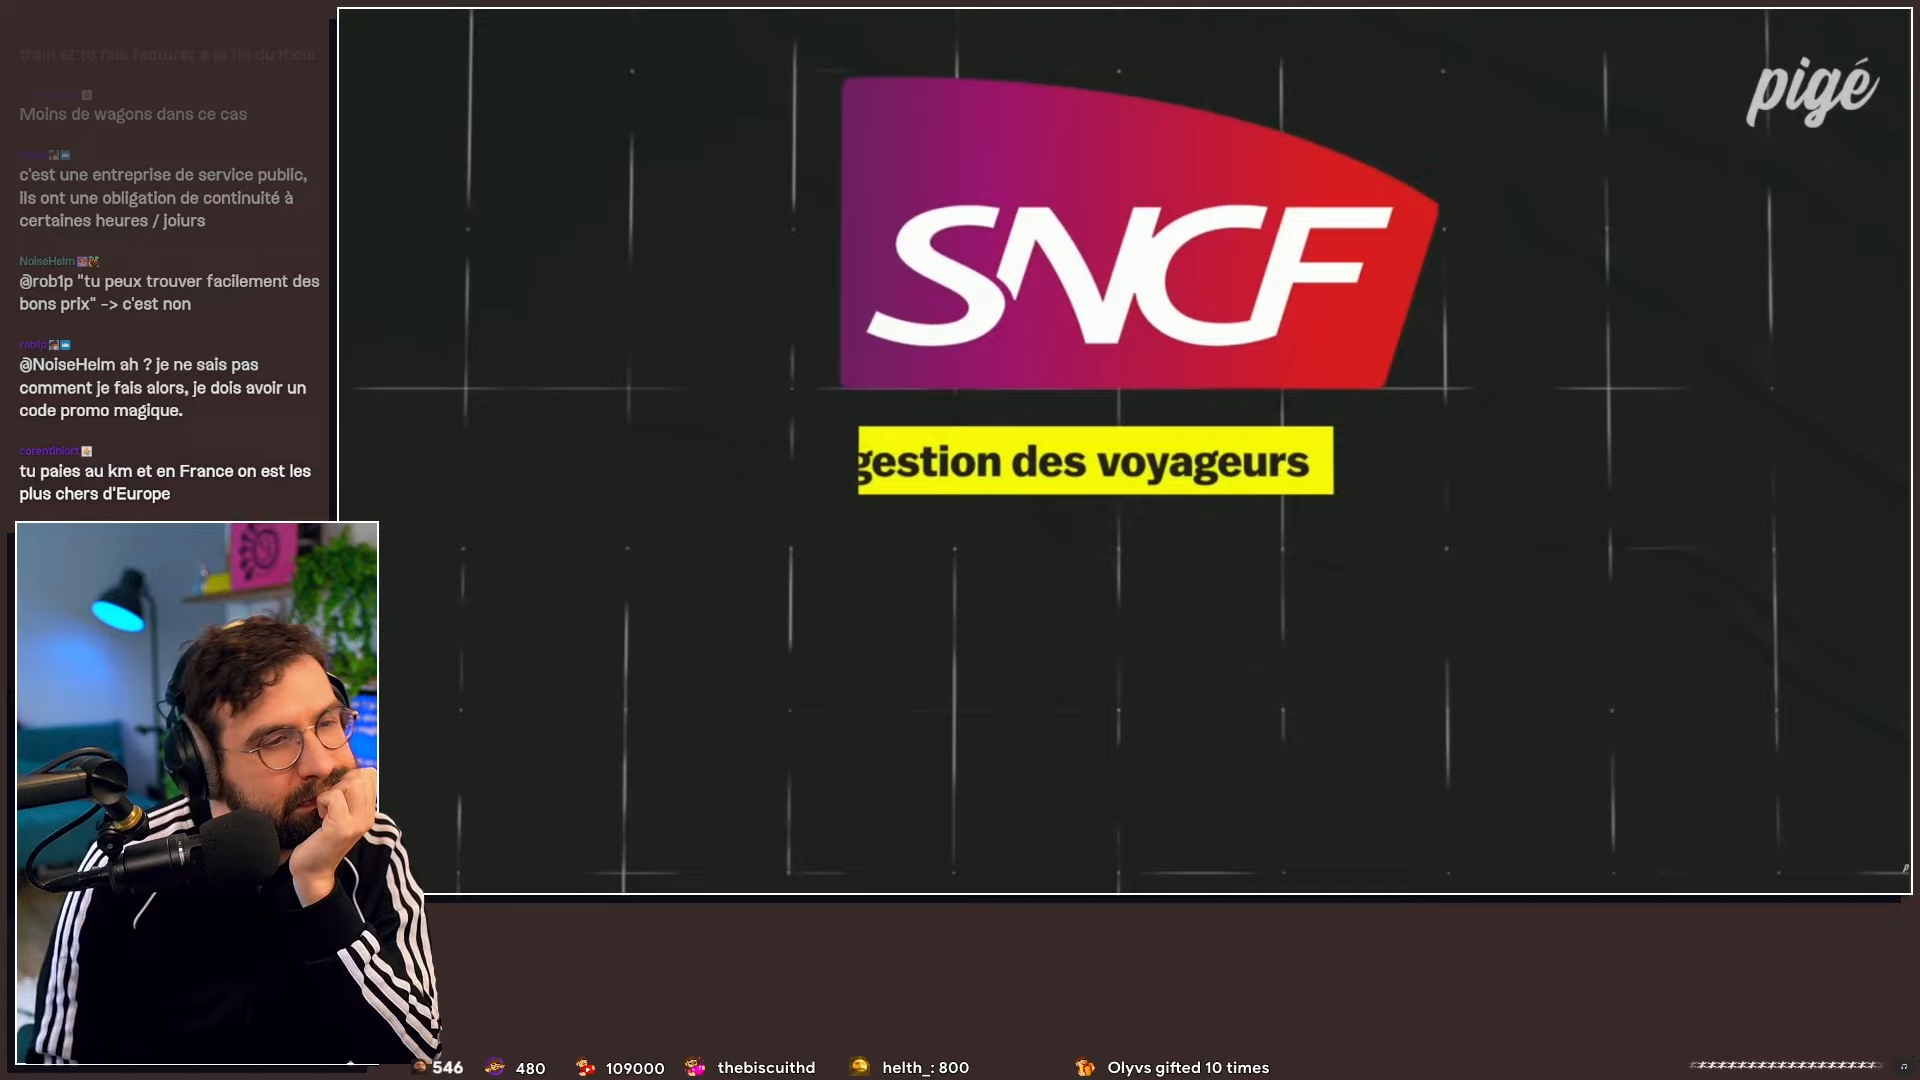 Moins de wagons dans ce cas
c'est une entreprise de service public,
ils ont une obligation de continuité à
certaines heures / joiurs
NoiseHelm
@rob1p "tu peux trouver facilement des
bons prix" -> c'est non
rob1p
@NoiseHelm ah ? je ne sais pas
comment je fais alors, je dois avoir un
code promo magique.
corentiniort
tu paies au km et en France on est les
plus chers d'Europe
pigé
SNCF
gestion des voyageurs
546
480
109000
thebiscuithd
helth_: 800
Olyvs gifted 10 times